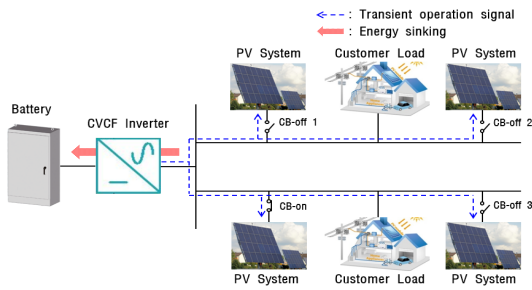 : Transient operation signal
: Energy sinking
PV System
Customer Load
PV System
Battery
CVCF Inverter
CB-off 1
CB-off 2
CB-on
CB-off 3
PV System
Customer Load
PV System